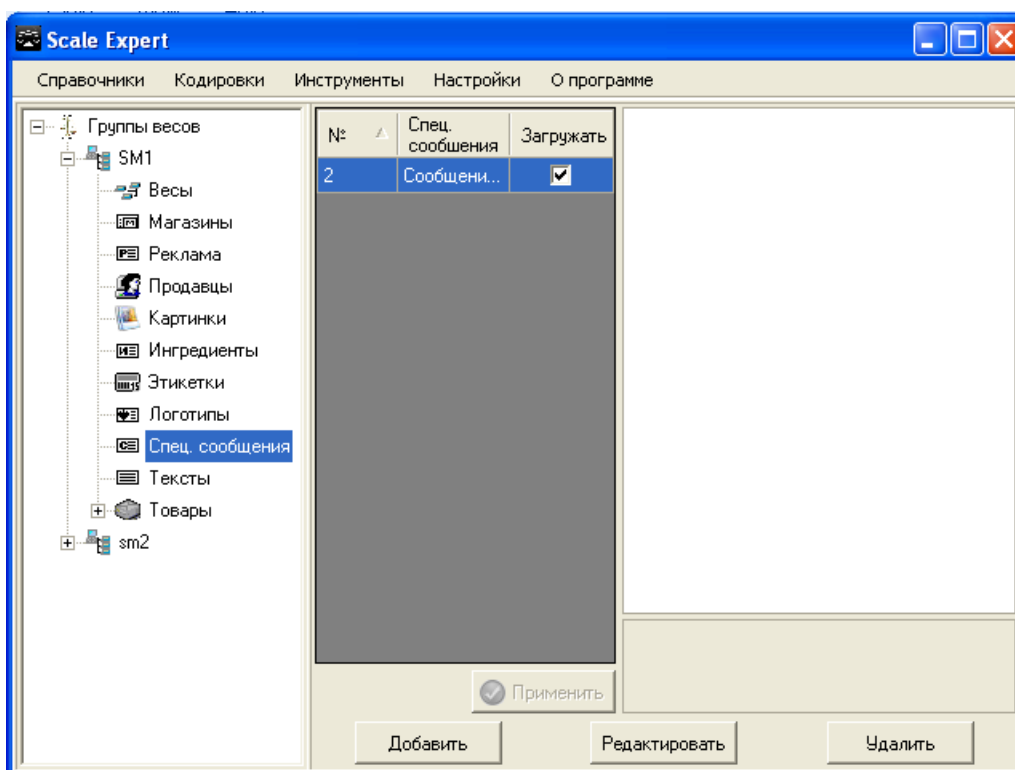 Scale Expert
Справочники Кодировки Инструменты Настройки О программе
Группы весов
SM1
Весы
Магазины
Реклама
Продавцы
Картинки
Ингредиенты
Этикетки
Логотипы
Спец. сообщения
Тексты
Товары
sm2
№ Спец. сообшения Загружать
2 Сообщени...
Применить
Добавить Редактировать Удалить